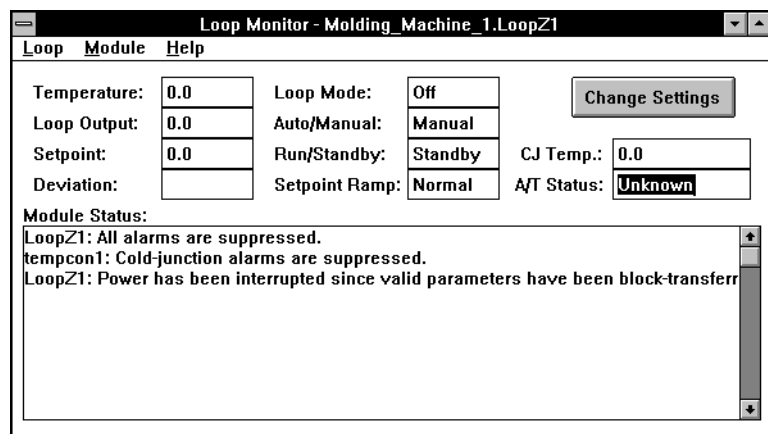 Loop Monitor - Molding_Machine_1.LoopZ1
Loop Module Help
Temperature: 0.0 Loop Mode: Off Change Settings
Loop Output: 0.0 Auto/Manual: Manual
Setpoint: 0.0 Run/Standby: Standby CJ Temp.: 0.0
Deviation: Setpoint Ramp: Normal A/T Status: Unknown
Module Status:
LoopZ1: All alarms are suppressed.
tempcon1: Cold-junction alarms are suppressed.
LoopZ1: Power has been interrupted since valid parameters have been block-transferr